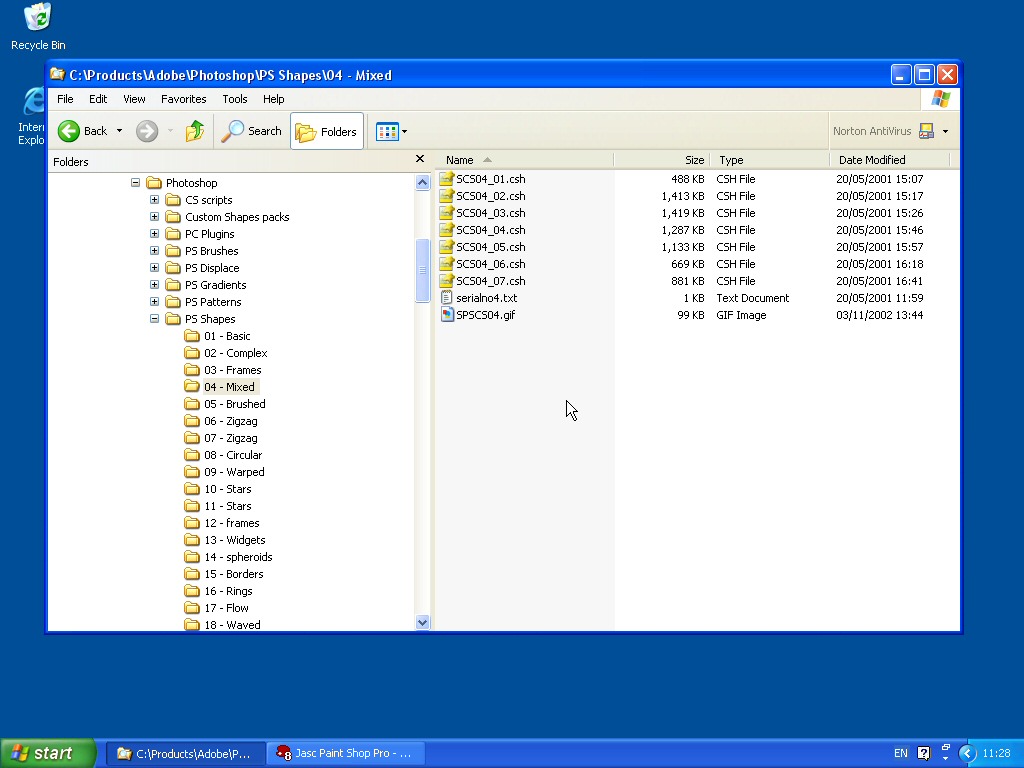 Recycle Bin
C:\Products\Adobe\Photoshop\PS Shapes\04 - Mixed
File Edit View Favorites Tools Help
Back Search Folders Norton AntiVirus
Folders
Name Size Type Date Modified
Photoshop
CS scripts
Custom Shapes packs
PC Plugins
PS Brushes
PS Displace
PS Gradients
PS Patterns
PS Shapes
01 - Basic
02 - Complex
03 - Frames
04 - Mixed
05 - Brushed
06 - Zigzag
07 - Zigzag
08 - Circular
09 - Warped
10 - Stars
11 - Stars
12 - frames
13 - Widgets
14 - spheroids
15 - Borders
16 - Rings
17 - Flow
18 - Waved
SCS04_01.csh 488 KB CSH File 20/05/2001 15:07
SCS04_02.csh 1,413 KB CSH File 20/05/2001 15:17
SCS04_03.csh 1,419 KB CSH File 20/05/2001 15:26
SCS04_04.csh 1,287 KB CSH File 20/05/2001 15:46
SCS04_05.csh 1,133 KB CSH File 20/05/2001 15:57
SCS04_06.csh 669 KB CSH File 20/05/2001 16:18
SCS04_07.csh 881 KB CSH File 20/05/2001 16:41
serialno4.txt 1 KB Text Document 20/05/2001 11:59
SPSCS04.gif 99 KB GIF Image 03/11/2002 13:44
Inter
Explo
start C:\Products\Adobe\P... 8 Jasc Paint Shop Pro - ... EN 11:28